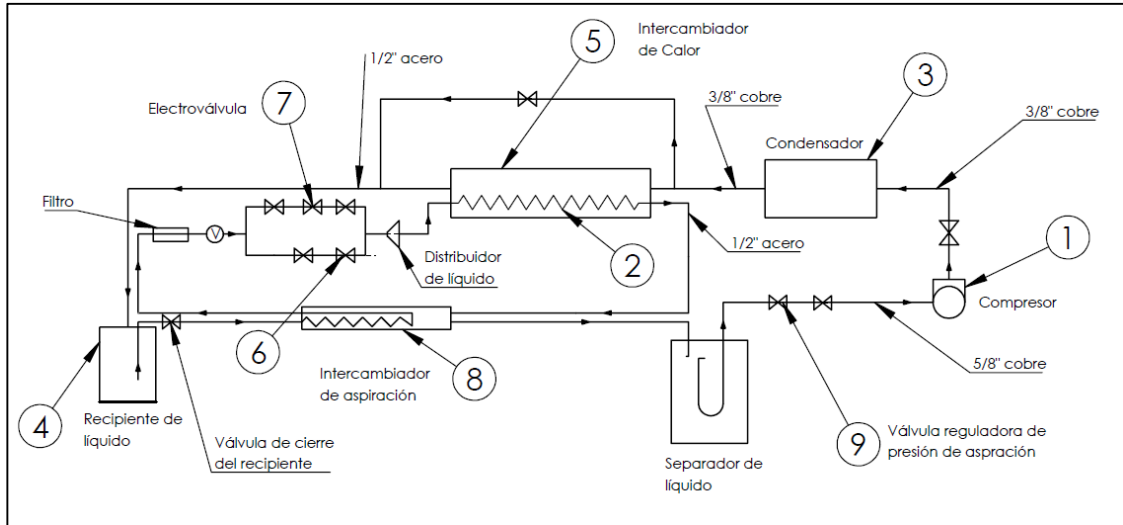 5
Intercambiador
de Calor
1/2" acero
7
Electroválvula
3/8" cobre
3
3/8" cobre
Condensador
Filtro
V
1/2" acero
2
1
Distribuidor
de líquido
Compresor
6
8
4
Intercambiador
de aspiración
5/8" cobre
Recipiente de
líquido
Válvula de cierre
del recipiente
9
Válvula reguladora de
presión de aspración
Separador de
líquido